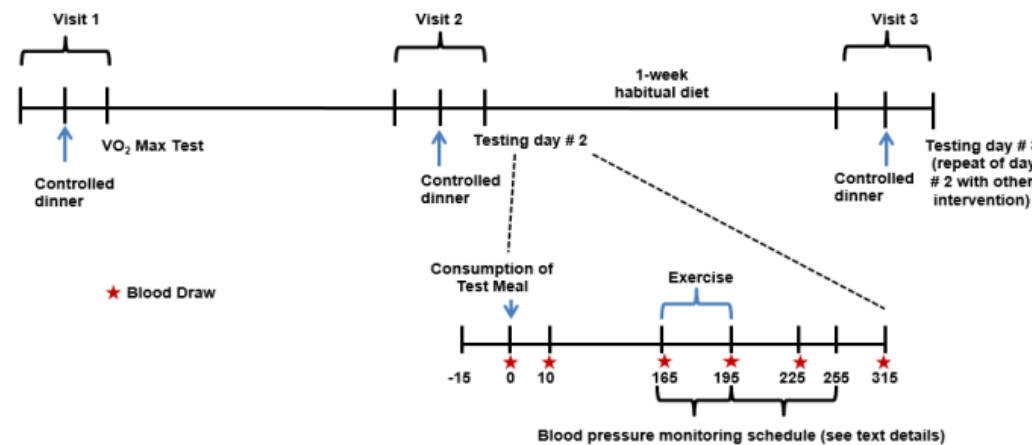 Visit 1
Visit 2
Visit 3
1-week
habitual diet
VO₂ Max Test
Testing day # 2
Testing day #
(repeat of day
# 2 with other
intervention)
Controlled
dinner
Controlled
dinner
Controlled
dinner
Consumption of
Test Meal
Exercise
Blood Draw
-15 0 10 165 195 225 255 315
Blood pressure monitoring schedule (see text details)